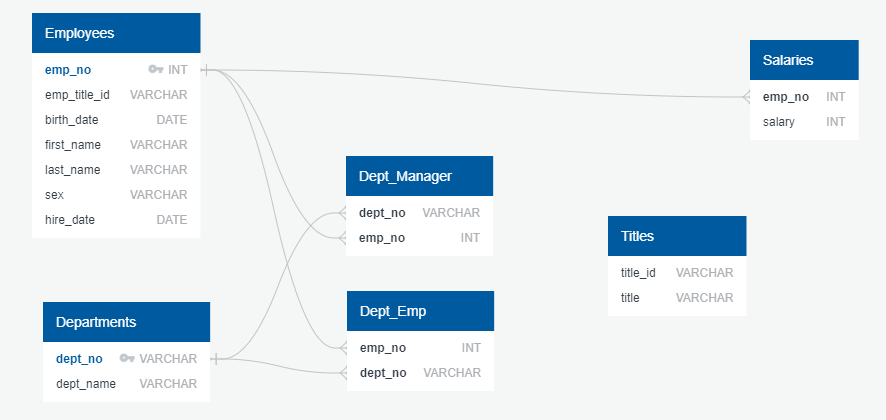 Employees
emp_no INT
emp_title_id VARCHAR
birth_date DATE
first_name VARCHAR
last_name VARCHAR
sex VARCHAR
hire_date DATE
Salaries
emp_no INT
salary INT
Dept_Manager
dept_no VARCHAR
emp_no INT
Titles
title_id VARCHAR
title VARCHAR
Departments
dept_no VARCHAR
dept_name VARCHAR
Dept_Emp
emp_no INT
dept_no VARCHAR